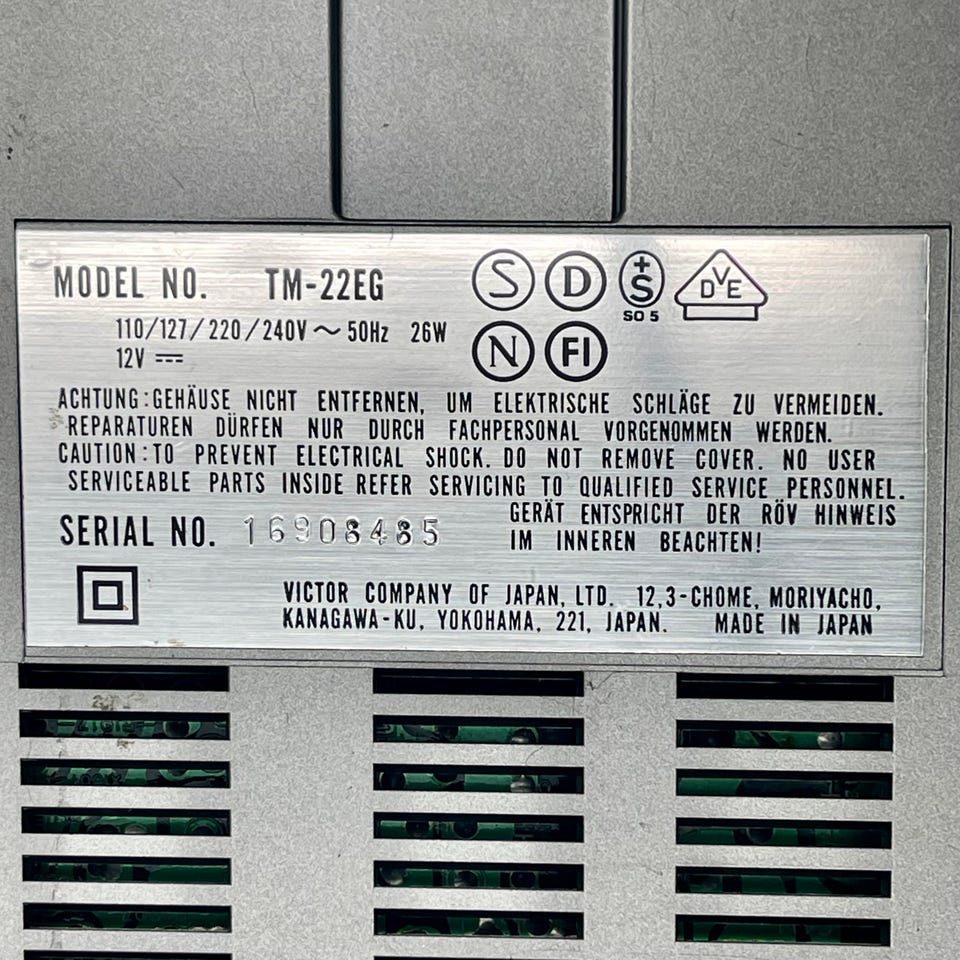 MODEL NO. TM-22EG
110/127/220/240V ~ 50Hz 26W
12V ⎓
S D +S SO 5 DVE
N FI
ACHTUNG: GEHÄUSE NICHT ENTFERNEN, UM ELEKTRISCHE SCHLÄGE ZU VERMEIDEN.
REPARATUREN DÜRFEN NUR DURCH FACHPERSONAL VORGENOMMEN WERDEN.
CAUTION: TO PREVENT ELECTRICAL SHOCK. DO NOT REMOVE COVER. NO USER
SERVICEABLE PARTS INSIDE REFER SERVICING TO QUALIFIED SERVICE PERSONNEL.
GERÄT ENTSPRICHT DER RÖV HINWEIS
IM INNEREN BEACHTEN!
SERIAL NO. 16908485
VICTOR COMPANY OF JAPAN, LTD. 12,3-CHOME, MORIYACHO,
KANAGAWA-KU, YOKOHAMA, 221, JAPAN. MADE IN JAPAN